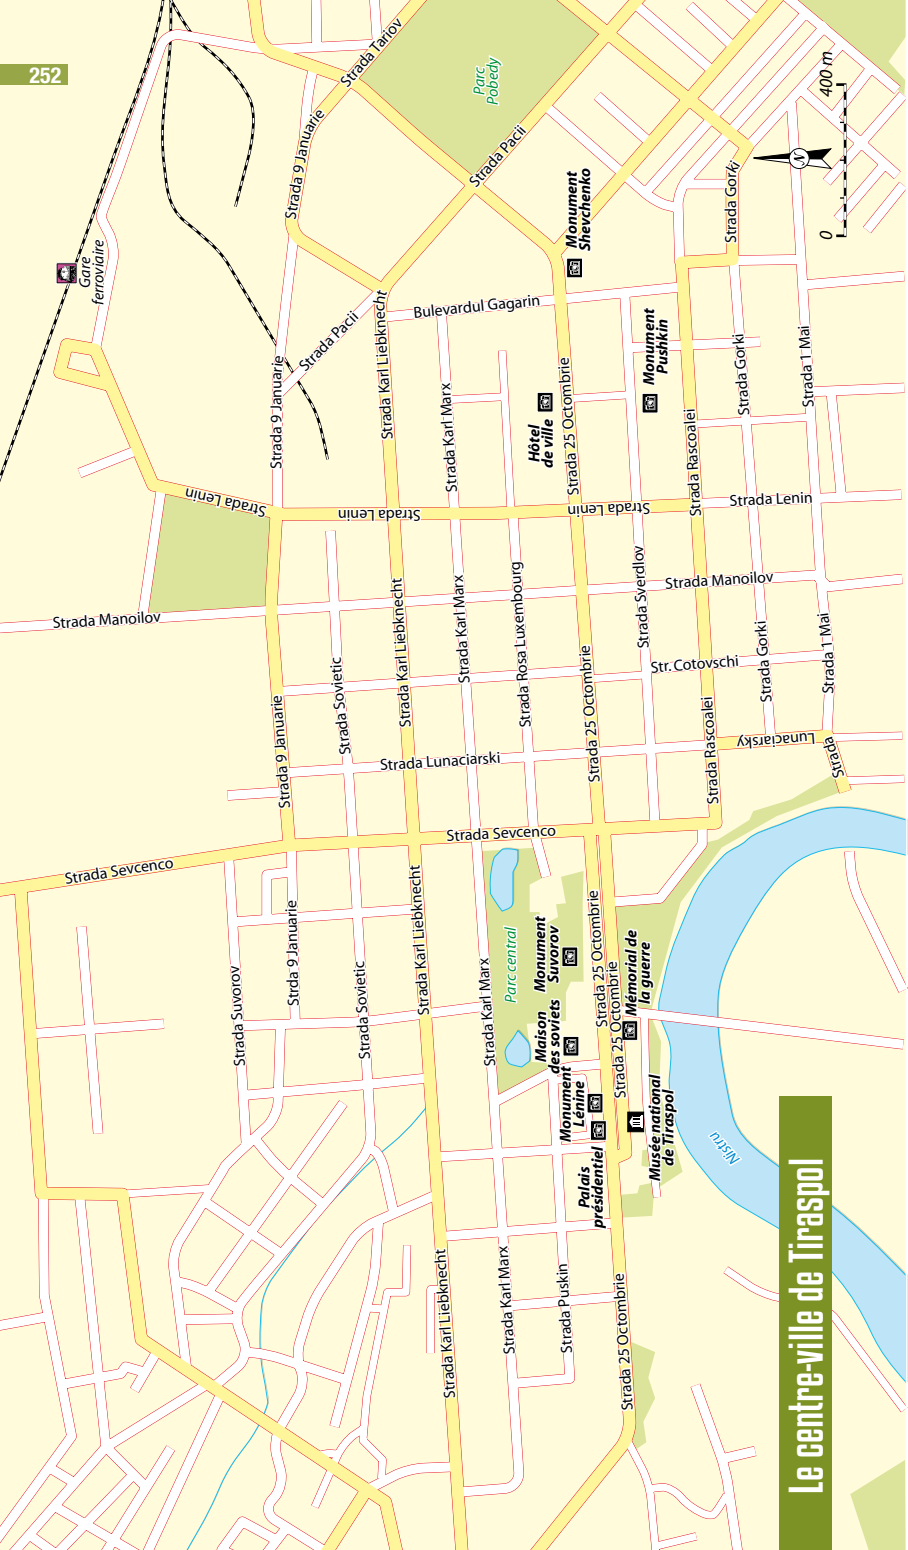 252
Le centre-ville de Tiraspol
0
400 m
N
Gare
ferroviaire
Strada Tariov
Parc
Pobedy
Strada 9 Januarie
Strada Pacii
Monument
Shevchenko
Strada Gorki
Strada Pacii
Strada Karl Liebknecht
Bulevardul Gagarin
Strada 9 Januarie
Strada Karl Marx
Hôtel
de ville
Strada 25 Octombrie
Monument
Pushkin
Strada Rascoalei
Strada Gorki
Strada 1 Mai
Strada Lenin
Strada Lenin
Strada Lenin
Strada Lenin
Strada Manoilov
Strada Manoilov
Strada Karl Liebknecht
Strada Karl Marx
Strada Rosa Luxembourg
Strada Sverdlov
Str. Cotovschi
Strada Gorki
Strada 1 Mai
Strada 9 Januarie
Strada Sovietic
Strada Lunaciarski
Strada 25 Octombrie
Strada Rascoalei
Strada
Lunaciarsky
Strada Sevcenco
Strada Sevcenco
Strada Suvorov
Strda 9 Januarie
Strada Sovietic
Strada Karl Liebknecht
Strada Karl Marx
Parc central
Monument
Suvorov
Strada 25 Octombrie
Strada 25 Octombrie
Mémorial de
la guerre
Maison
des soviets
Monument
Lénine
Palais
présidentiel
Musée national
de Tiraspol
Nistru
Strada Karl Liebknecht
Strada Karl Marx
Strada Puskin
Strada 25 Octombrie